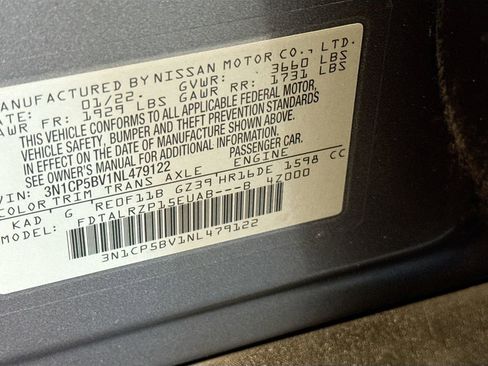 MANUFACTURED BY NISSAN MOTOR CO., LTD.
DATE: 01/22. GVWR: 3660 LBS
GAWR FR: 1929 LBS GAWR RR: 1731 LBS
THIS VEHICLE CONFORMS TO ALL APPLICABLE FEDERAL MOTOR
VEHICLE SAFETY, BUMPER AND THEFT PREVENTION STANDARDS
IN EFFECT ON THE DATE OF MANUFACTURE SHOWN ABOVE.
SEE OWNER'S MANUAL FOR ADDITIONAL INFORMATION.
VIN: 3N1CP5BV1NL479122 PASSENGER CAR.
COLOR TRIM TRANS AXLE ENGINE
KAD G RE0F11B GZ39 HR16DE 1598 CC
MODEL: FDTALRZP15EUAB---B 4Z000
3N1CP5BV1NL479122